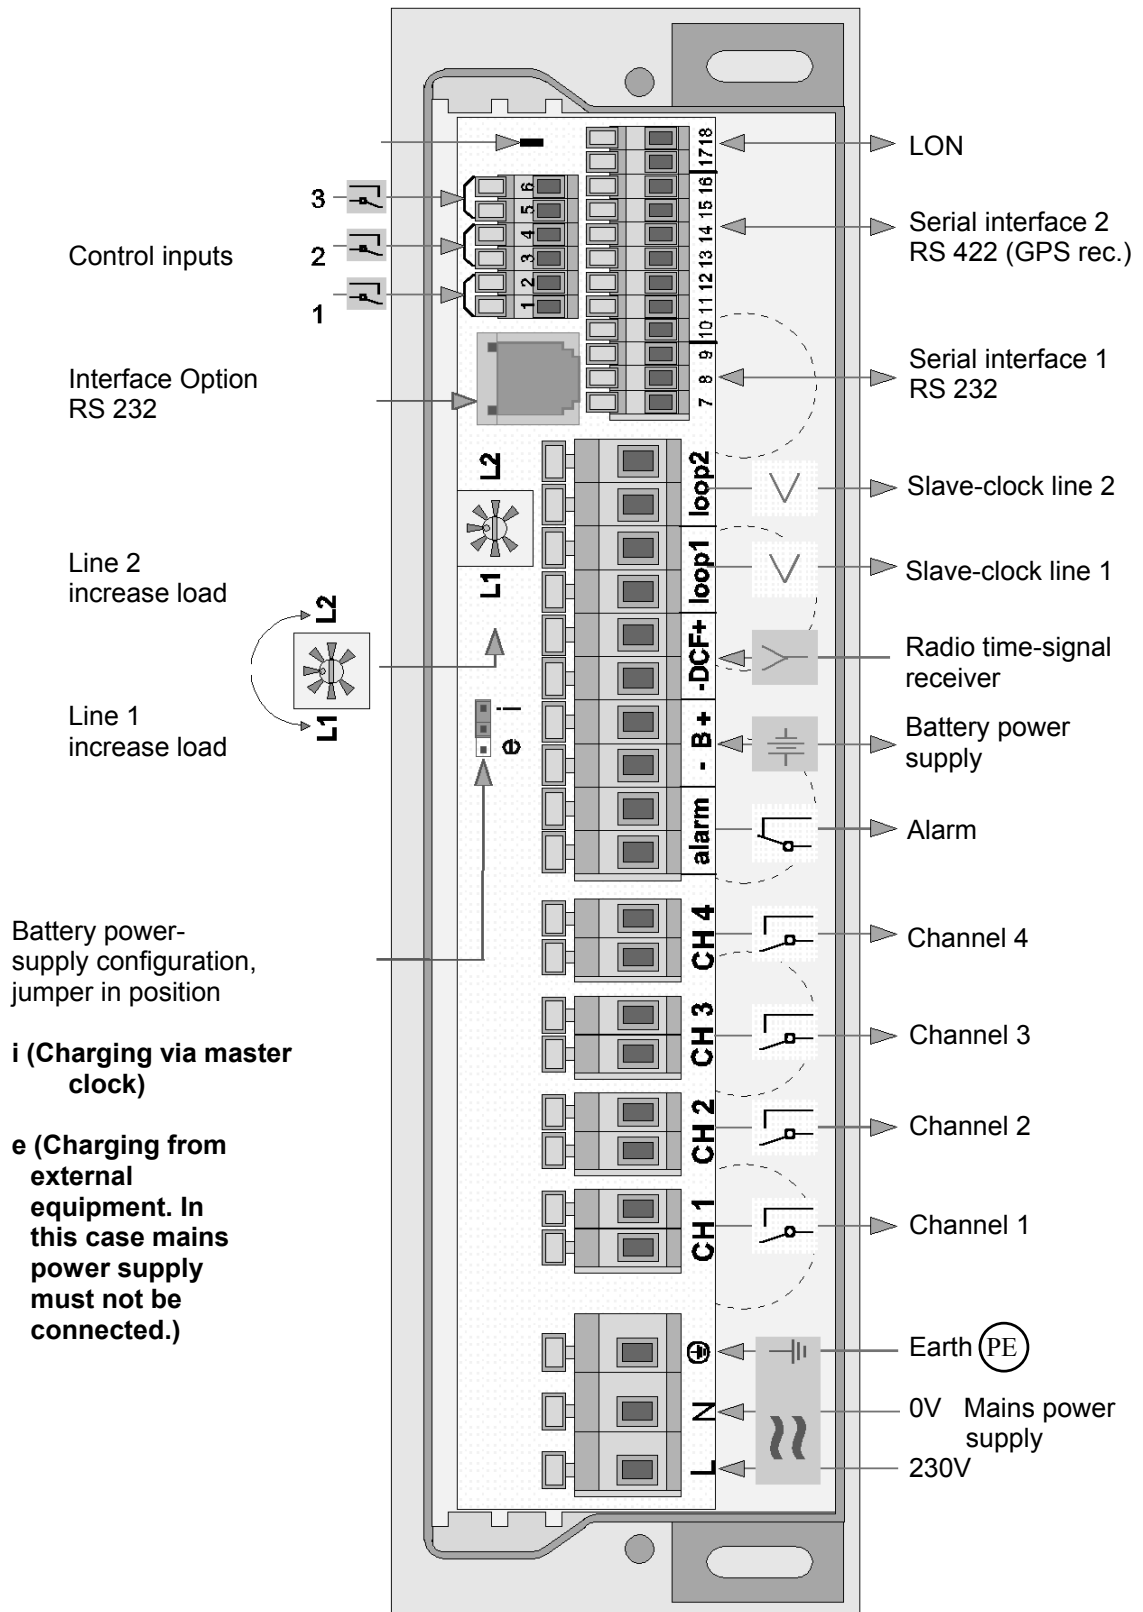 LON
Serial interface 2
RS 422 (GPS rec.)
Serial interface 1
RS 232
Slave-clock line 2
Slave-clock line 1
Radio time-signal
receiver
Battery power
supply
Alarm
Channel 4
Channel 3
Channel 2
Channel 1
Earth PE
0V Mains power
supply
230V
Control inputs
3
2
1
Interface Option
RS 232
Line 2
increase load
L2
L1
Line 1
increase load
Battery power-
supply configuration,
jumper in position
i (Charging via master
clock)
e (Charging from
external
equipment. In
this case mains
power supply
must not be
connected.)
6
5
4
3
2
1
18
17
16
15
14
13
12
11
10
9
8
7
L2
L1
i
e
loop2
loop1
-DCF+
- B +
alarm
CH 4
CH 3
CH 2
CH 1
N
L